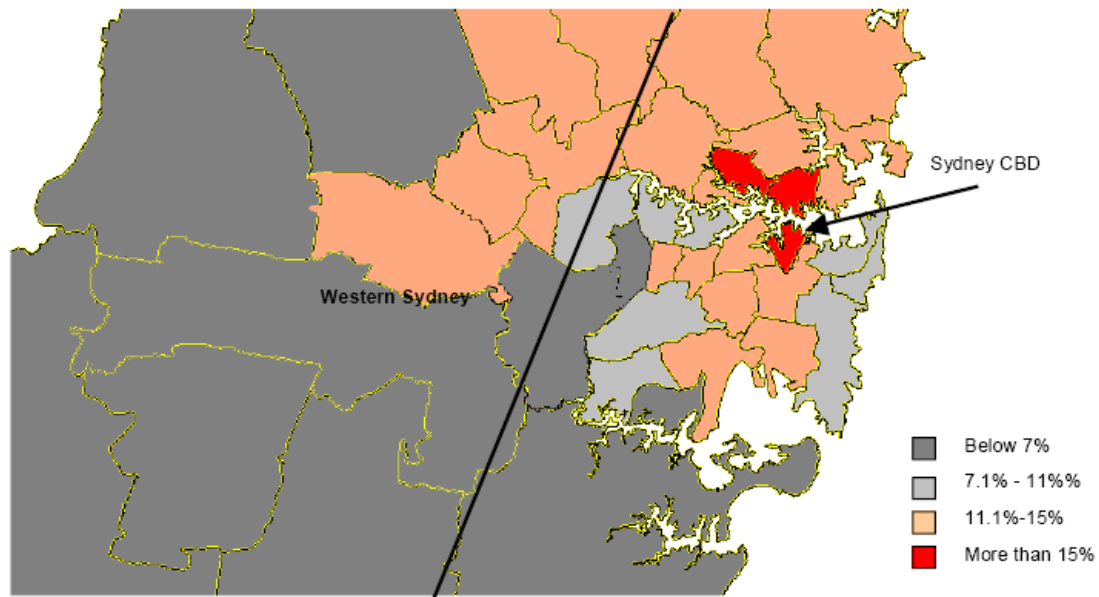 Sydney CBD
Western Sydney
Below 7%
7.1% - 11%%
11.1%-15%
More than 15%